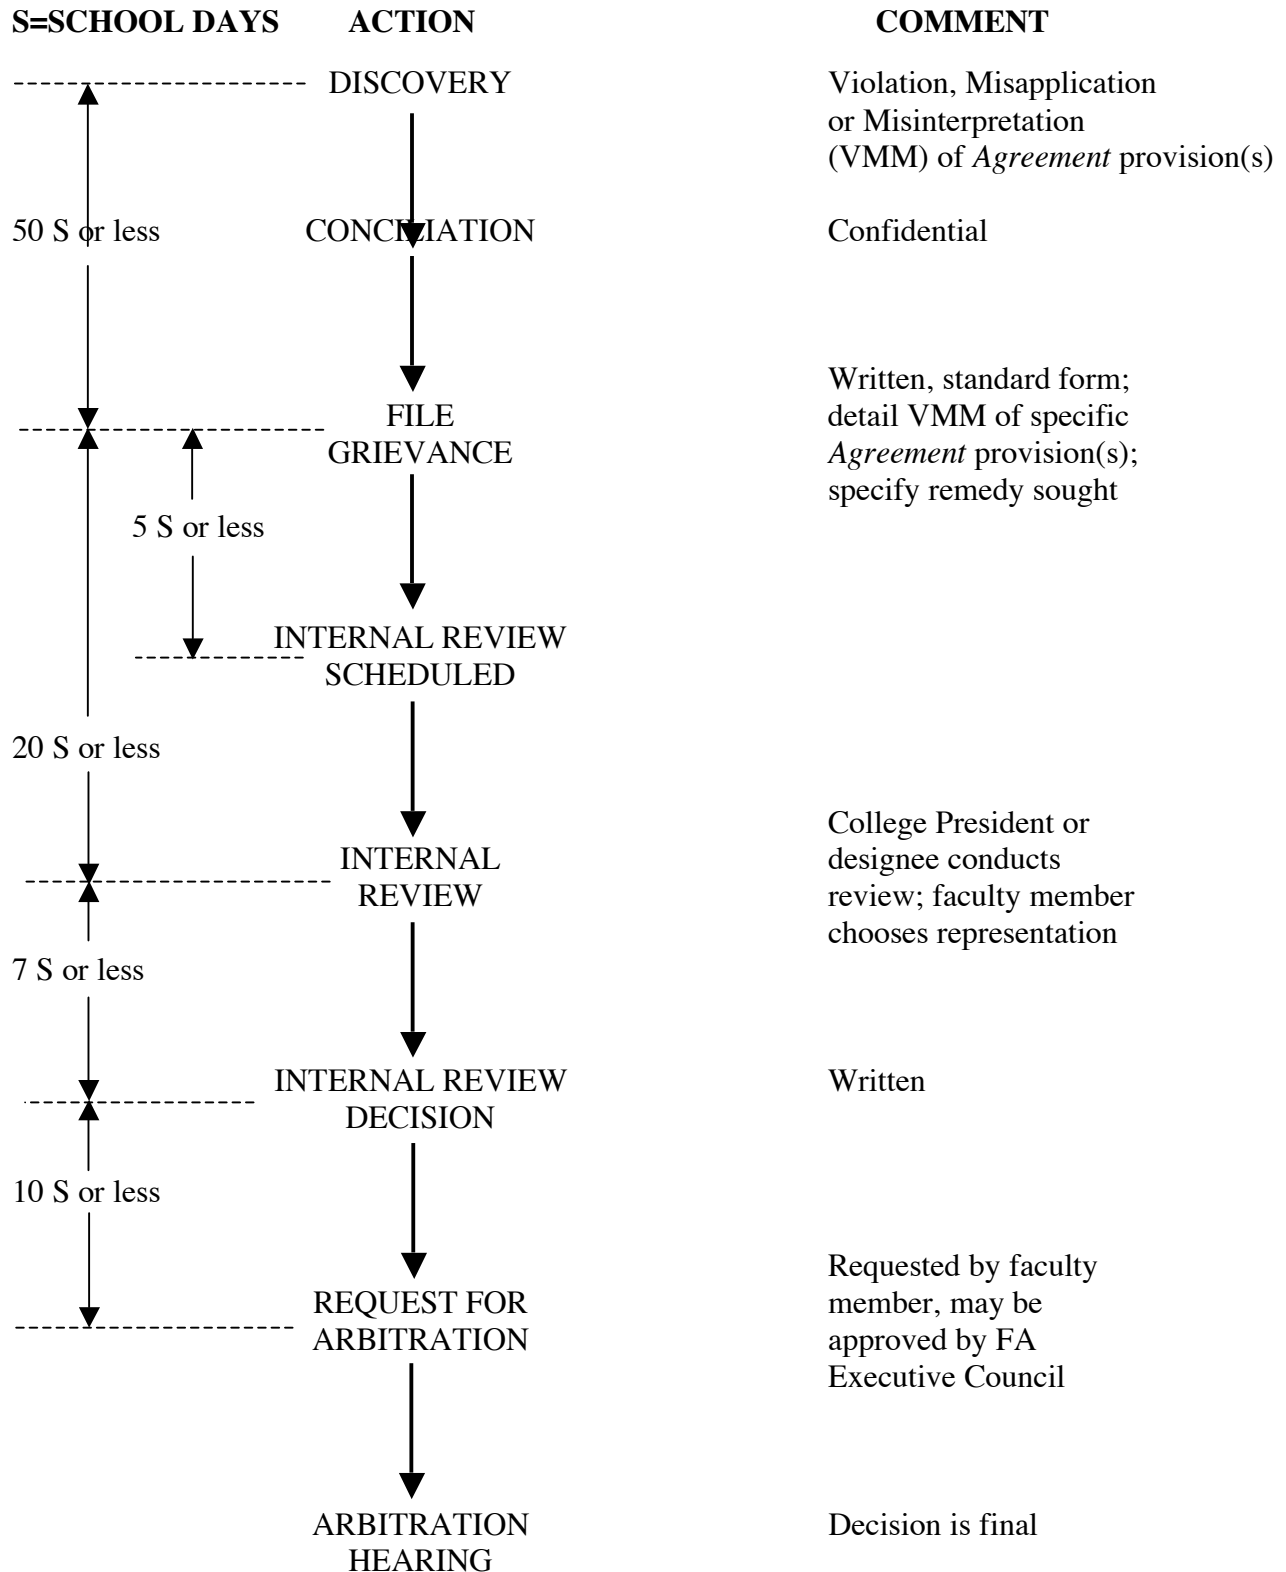 S=SCHOOL DAYS ACTION COMMENT
DISCOVERY Violation, Misapplication
or Misinterpretation
(VMM) of Agreement provision(s)
50 S or less CONCILIATION Confidential
Written, standard form;
FILE detail VMM of specific
GRIEVANCE Agreement provision(s);
specify remedy sought
5 S or less
INTERNAL REVIEW
SCHEDULED
20 S or less
College President or
INTERNAL designee conducts
REVIEW review; faculty member
chooses representation
7 S or less
INTERNAL REVIEW Written
DECISION
10 S or less
Requested by faculty
REQUEST FOR member, may be
ARBITRATION approved by FA
Executive Council
ARBITRATION Decision is final
HEARING